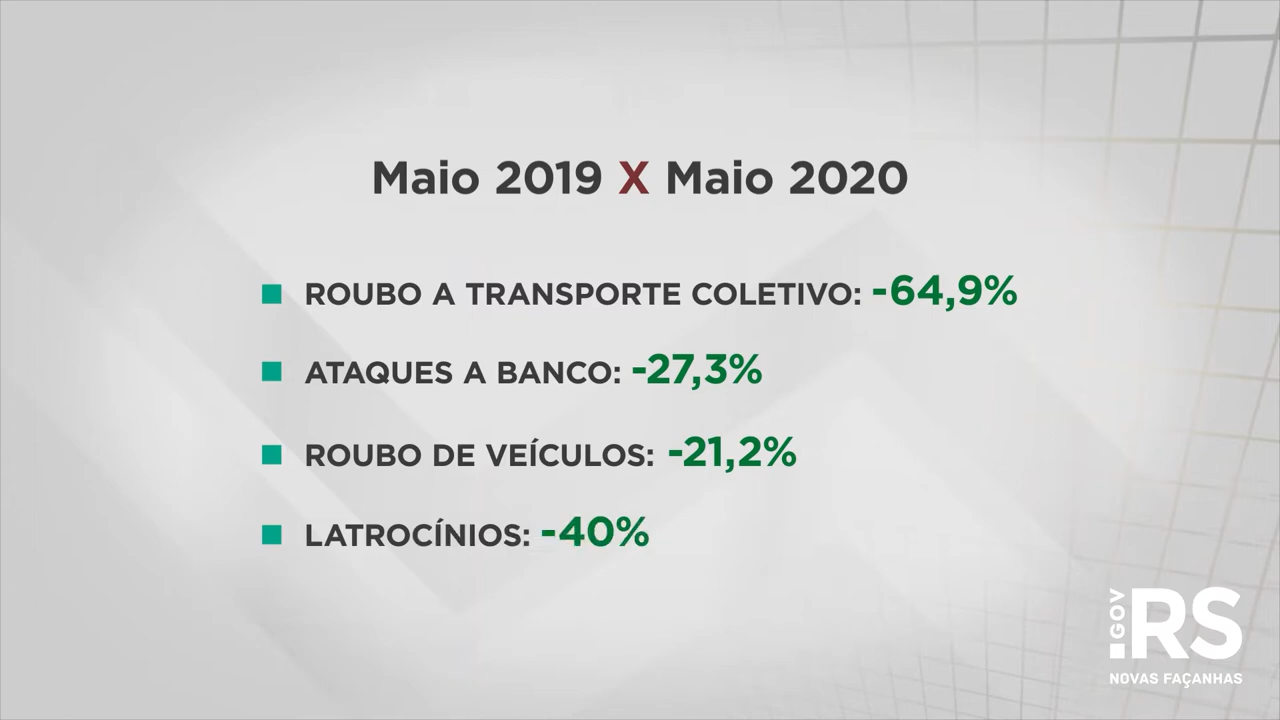 Maio 2019 X Maio 2020
ROUBO A TRANSPORTE COLETIVO: -64,9%
ATAQUES A BANCO: -27,3%
ROUBO DE VEÍCULOS: -21,2%
LATROCÍNIOS: -40%
.GOV
RS
NOVAS FAÇANHAS